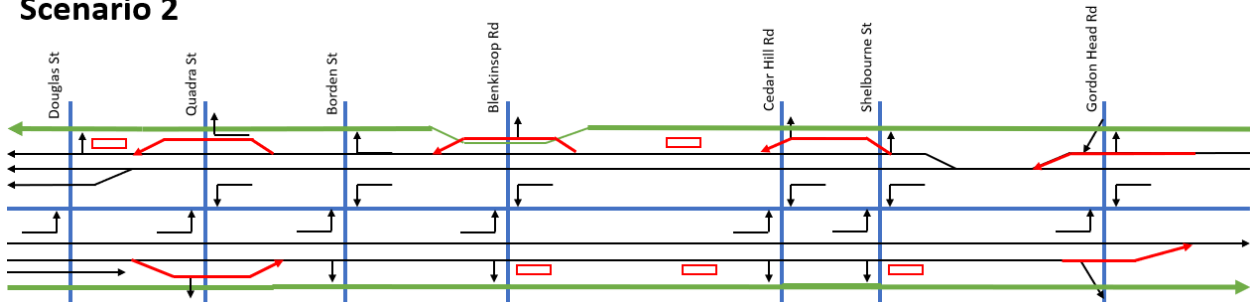 Scenario 2
Douglas St
Quadra St
Borden St
Blenkinsop Rd
Cedar Hill Rd
Shelbourne St
Gordon Head Rd